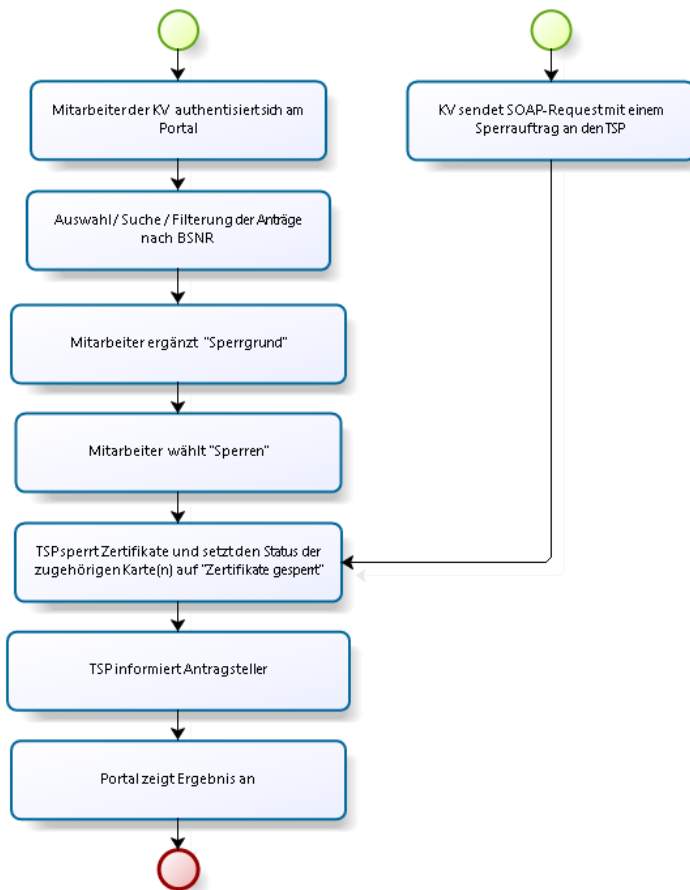 Mitarbeiter der KV authentisiert sich am
Portal
KV sendet SOAP-Request mit einem
Sperrauftrag an den TSP
Auswahl / Suche / Filterung der Anträge
nach BSNR
Mitarbeiter ergänzt "Sperrgrund"
Mitarbeiter wählt "Sperren"
TSP sperrt Zertifikate und setzt den Status der
zugehörigen Karte(n) auf "Zertifikate gesperrt"
TSP informiert Antragsteller
Portal zeigt Ergebnis an